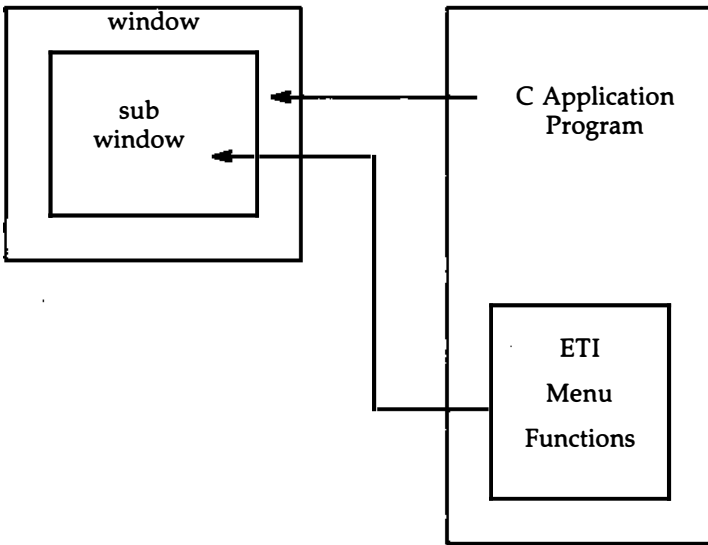 window
sub
window
C Application
Program
ETI
Menu
Functions